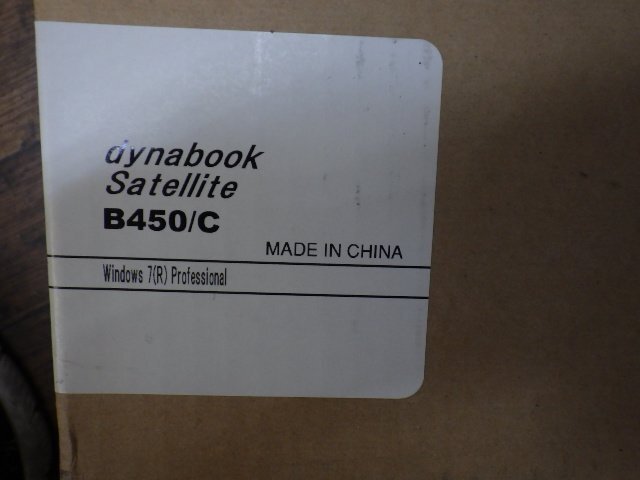 dynabook
Satellite
B450/C
MADE IN CHINA
Windows 7(R) Professional